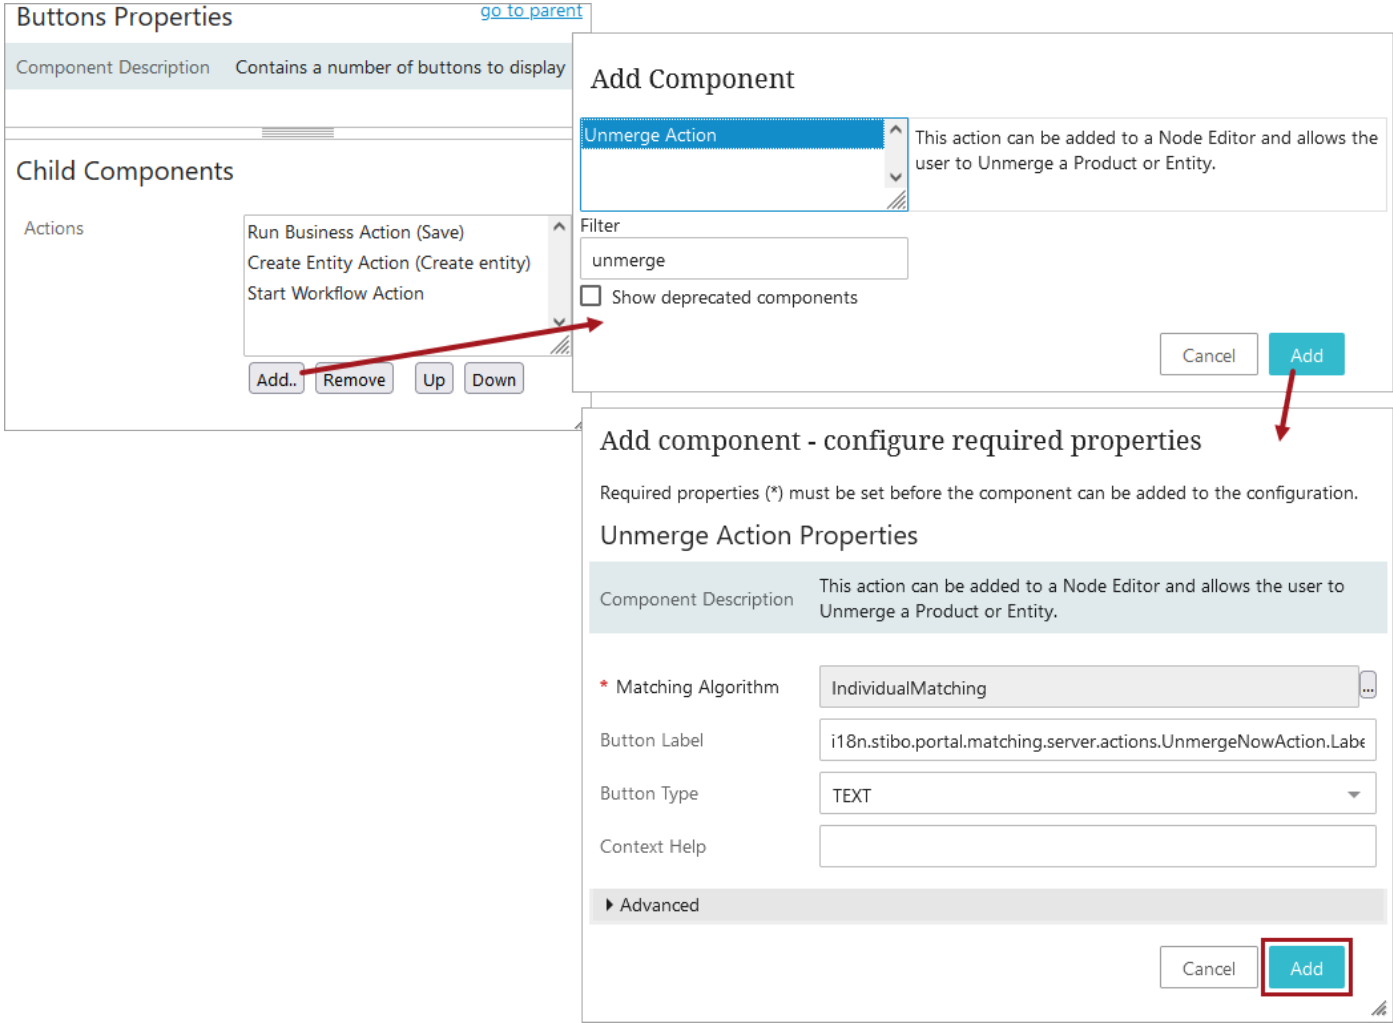 Buttons Properties
go to parent
Component Description
Contains a number of buttons to display
Child Components
Actions
Run Business Action (Save)
Create Entity Action (Create entity)
Start Workflow Action
Add..
Remove
Up
Down
Add Component
Unmerge Action
This action can be added to a Node Editor and allows the
user to Unmerge a Product or Entity.
Filter
unmerge
Show deprecated components
Cancel
Add
Add component - configure required properties
Required properties (*) must be set before the component can be added to the configuration.
Unmerge Action Properties
Component Description
This action can be added to a Node Editor and allows the user to
Unmerge a Product or Entity.
* Matching Algorithm
IndividualMatching
...
Button Label
i18n.stibo.portal.matching.server.actions.UnmergeNowAction.Labe
Button Type
TEXT
Context Help
Advanced
Cancel
Add